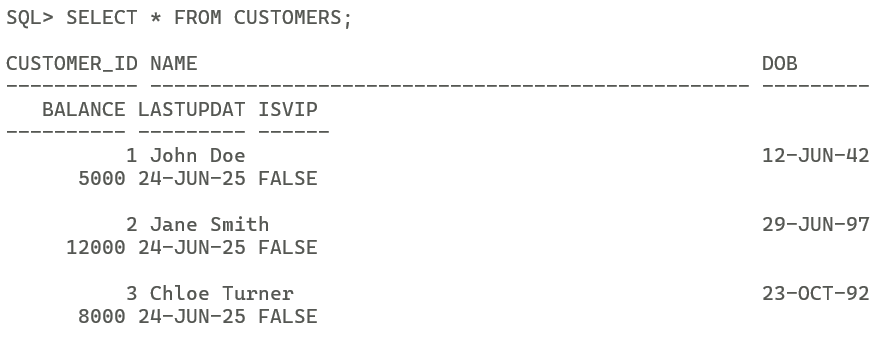 SQL> SELECT * FROM CUSTOMERS;
CUSTOMER_ID NAME                                               DOB
----------- -------------------------------------------------- ---------
   BALANCE LASTUPDAT ISVIP
---------- --------- ------
          1 John Doe                                           12-JUN-42
      5000 24-JUN-25 FALSE
          2 Jane Smith                                         29-JUN-97
     12000 24-JUN-25 FALSE
          3 Chloe Turner                                       23-OCT-92
      8000 24-JUN-25 FALSE